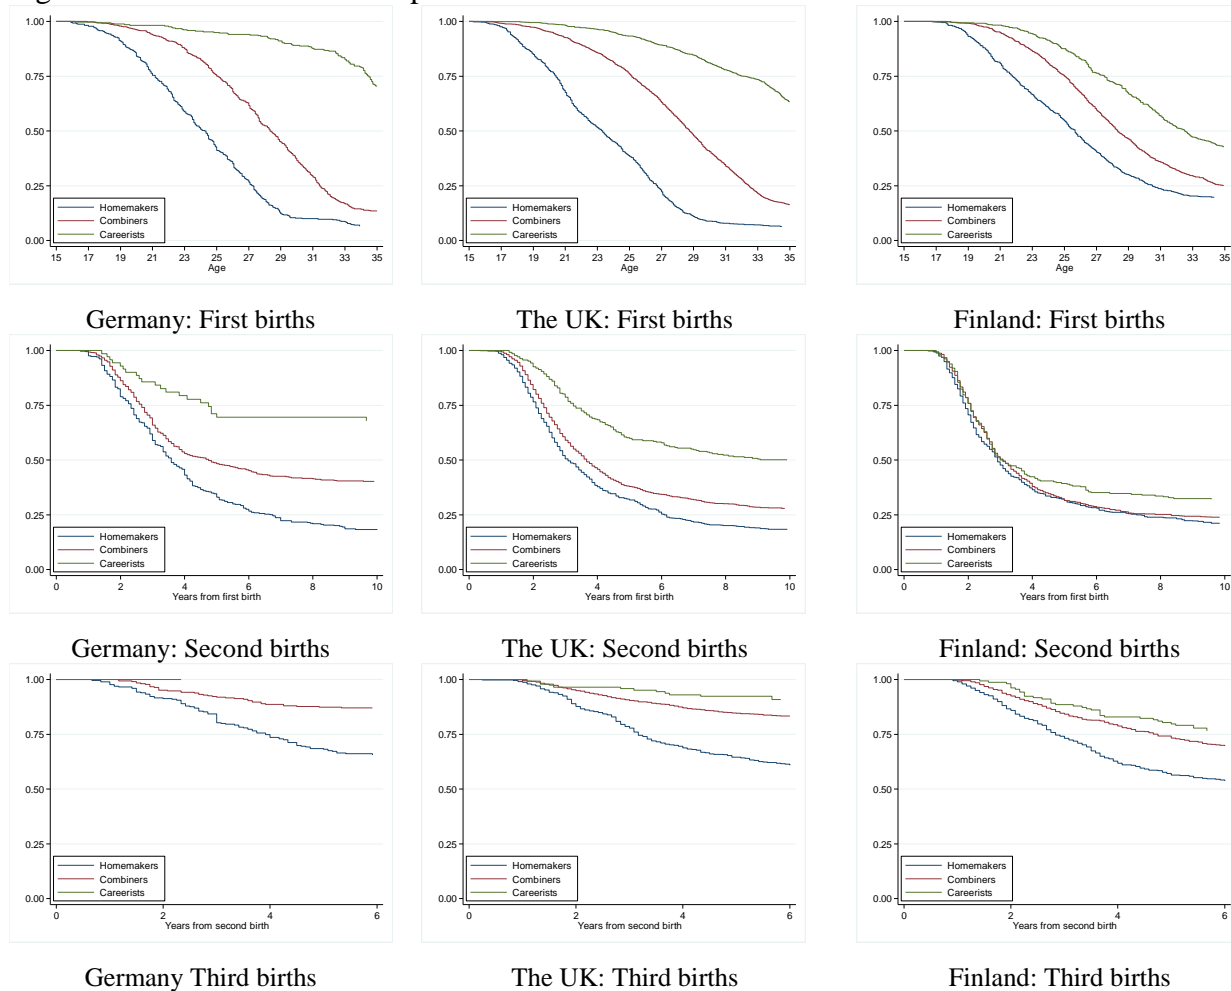 1.00
0.75
0.50
0.25
0.00
Homemakers
Combiners
Careerists
15 17 19 21 23 25 27 29 31 33 35
Age
1.00
0.75
0.50
0.25
0.00
Homemakers
Combiners
Careerists
15 17 19 21 23 25 27 29 31 33 35
Age
1.00
0.75
0.50
0.25
0.00
Homemakers
Combiners
Careerists
15 17 19 21 23 25 27 29 31 33 35
Age
Germany: First births
The UK: First births
Finland: First births
1.00
0.75
0.50
0.25
0.00
Homemakers
Combiners
Careerists
0 2 4 6 8 10
Years from first birth
1.00
0.75
0.50
0.25
0.00
Homemakers
Combiners
Careerists
0 2 4 6 8 10
Years from first birth
1.00
0.75
0.50
0.25
0.00
Homemakers
Combiners
Careerists
0 2 4 6 8 10
Years from first birth
Germany: Second births
The UK: Second births
Finland: Second births
1.00
0.75
0.50
0.25
0.00
Homemakers
Combiners
Careerists
0 2 4 6
Years from second birth
1.00
0.75
0.50
0.25
0.00
Homemakers
Combiners
Careerists
0 2 4 6
Years from second birth
1.00
0.75
0.50
0.25
0.00
Homemakers
Combiners
Careerists
0 2 4 6
Years from second birth
Germany Third births
The UK: Third births
Finland: Third births